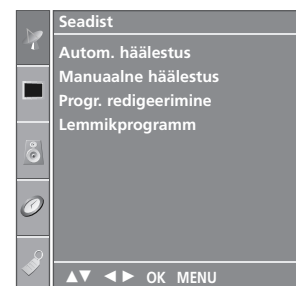 Seadist
Autom. häälestus
Manuaalne häälestus
Progr. redigeerimine
Lemmikprogramm
▲▼ ◄► OK MENU